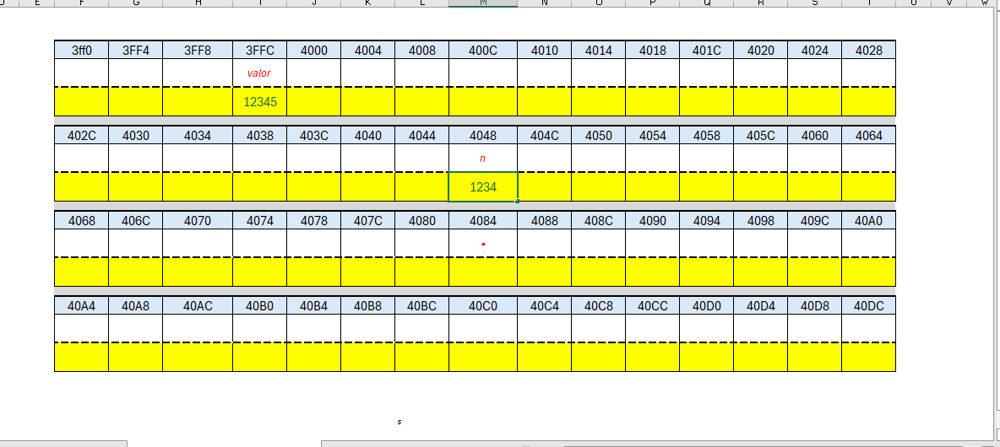 E F G H I J K L M N O P Q R S T U V W
3ff0 3FF4 3FF8 3FFC 4000 4004 4008 400C 4010 4014 4018 401C 4020 4024 4028
valor
12345
402C 4030 4034 4038 403C 4040 4044 4048 404C 4050 4054 4058 405C 4060 4064
n
1234
4068 406C 4070 4074 4078 407C 4080 4084 4088 408C 4090 4094 4098 409C 40A0
40A4 40A8 40AC 40B0 40B4 40B8 40BC 40C0 40C4 40C8 40CC 40D0 40D4 40D8 40DC
s